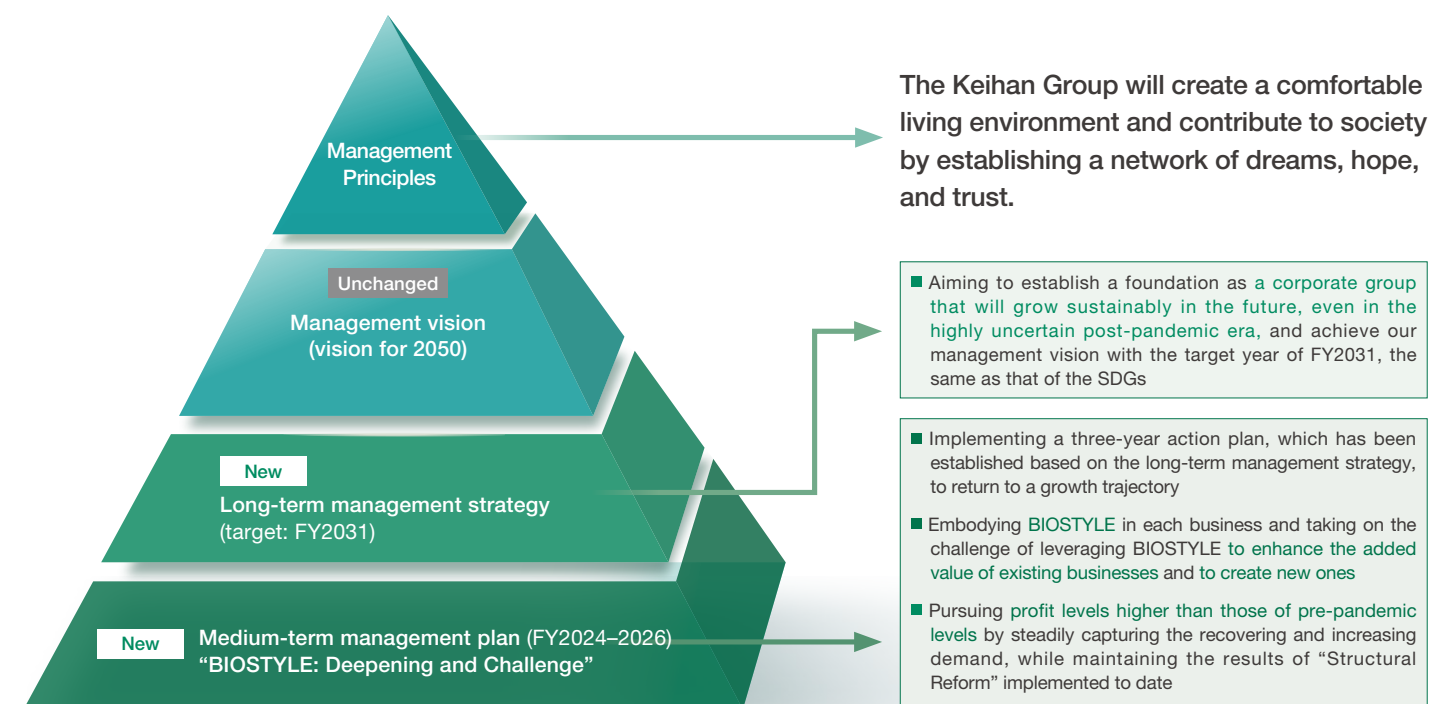 Management
Principles
The Keihan Group will create a comfortable
living environment and contribute to society
by establishing a network of dreams, hope,
and trust.
Unchanged
Management vision
(vision for 2050)
New
Long-term management strategy
(target: FY2031)
■ Aiming to establish a foundation as a corporate group
that will grow sustainably in the future, even in the
highly uncertain post-pandemic era, and achieve our
management vision with the target year of FY2031, the
same as that of the SDGs
New
Medium-term management plan (FY2024–2026)
“BIOSTYLE: Deepening and Challenge”
■ Implementing a three-year action plan, which has been
established based on the long-term management strategy,
to return to a growth trajectory
■ Embodying BIOSTYLE in each business and taking on the
challenge of leveraging BIOSTYLE to enhance the added
value of existing businesses and to create new ones
■ Pursuing profit levels higher than those of pre-pandemic
levels by steadily capturing the recovering and increasing
demand, while maintaining the results of “Structural
Reform” implemented to date